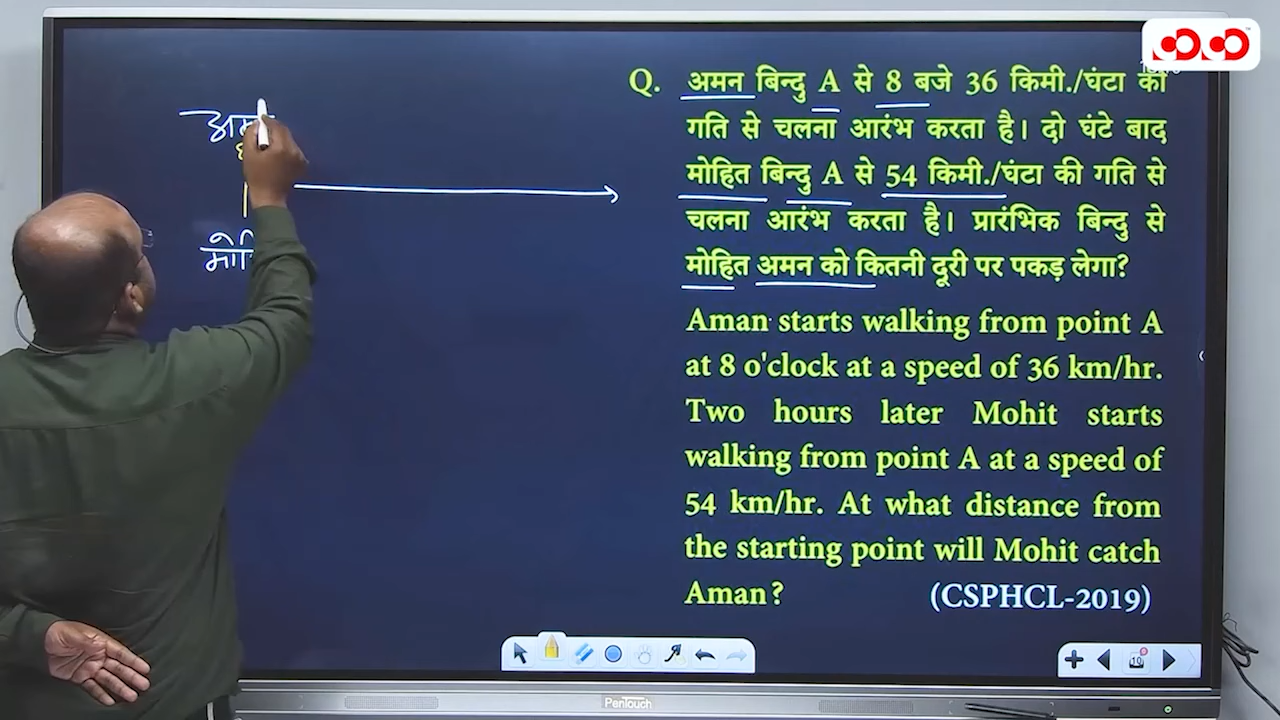 Q. अमन बिन्दु A से 8 बजे 36 किमी./घंटा की
गति से चलना आरंभ करता है। दो घंटे बाद
मोहित बिन्दु A से 54 किमी./घंटा की गति से
चलना आरंभ करता है। प्रारंभिक बिन्दु से
मोहित अमन को कितनी दूरी पर पकड़ लेगा?
Aman starts walking from point A
at 8 o'clock at a speed of 36 km/hr.
Two hours later Mohit starts
walking from point A at a speed of
54 km/hr. At what distance from
the starting point will Mohit catch
Aman?
(CSPHCL-2019)
PenTouch